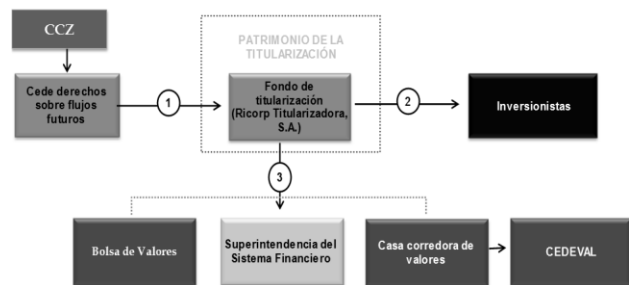 CCZ
PATRIMONIO DE LA
TITULARIZACIÓN
Cede derechos
sobre flujos
futuros
1
Fondo de
titularización
(Ricorp Titularizadora,
S.A.)
2
Inversionistas
3
Bolsa de Valores
Superintendencia del
Sistema Financiero
Casa corredora de
valores
CEDEVAL